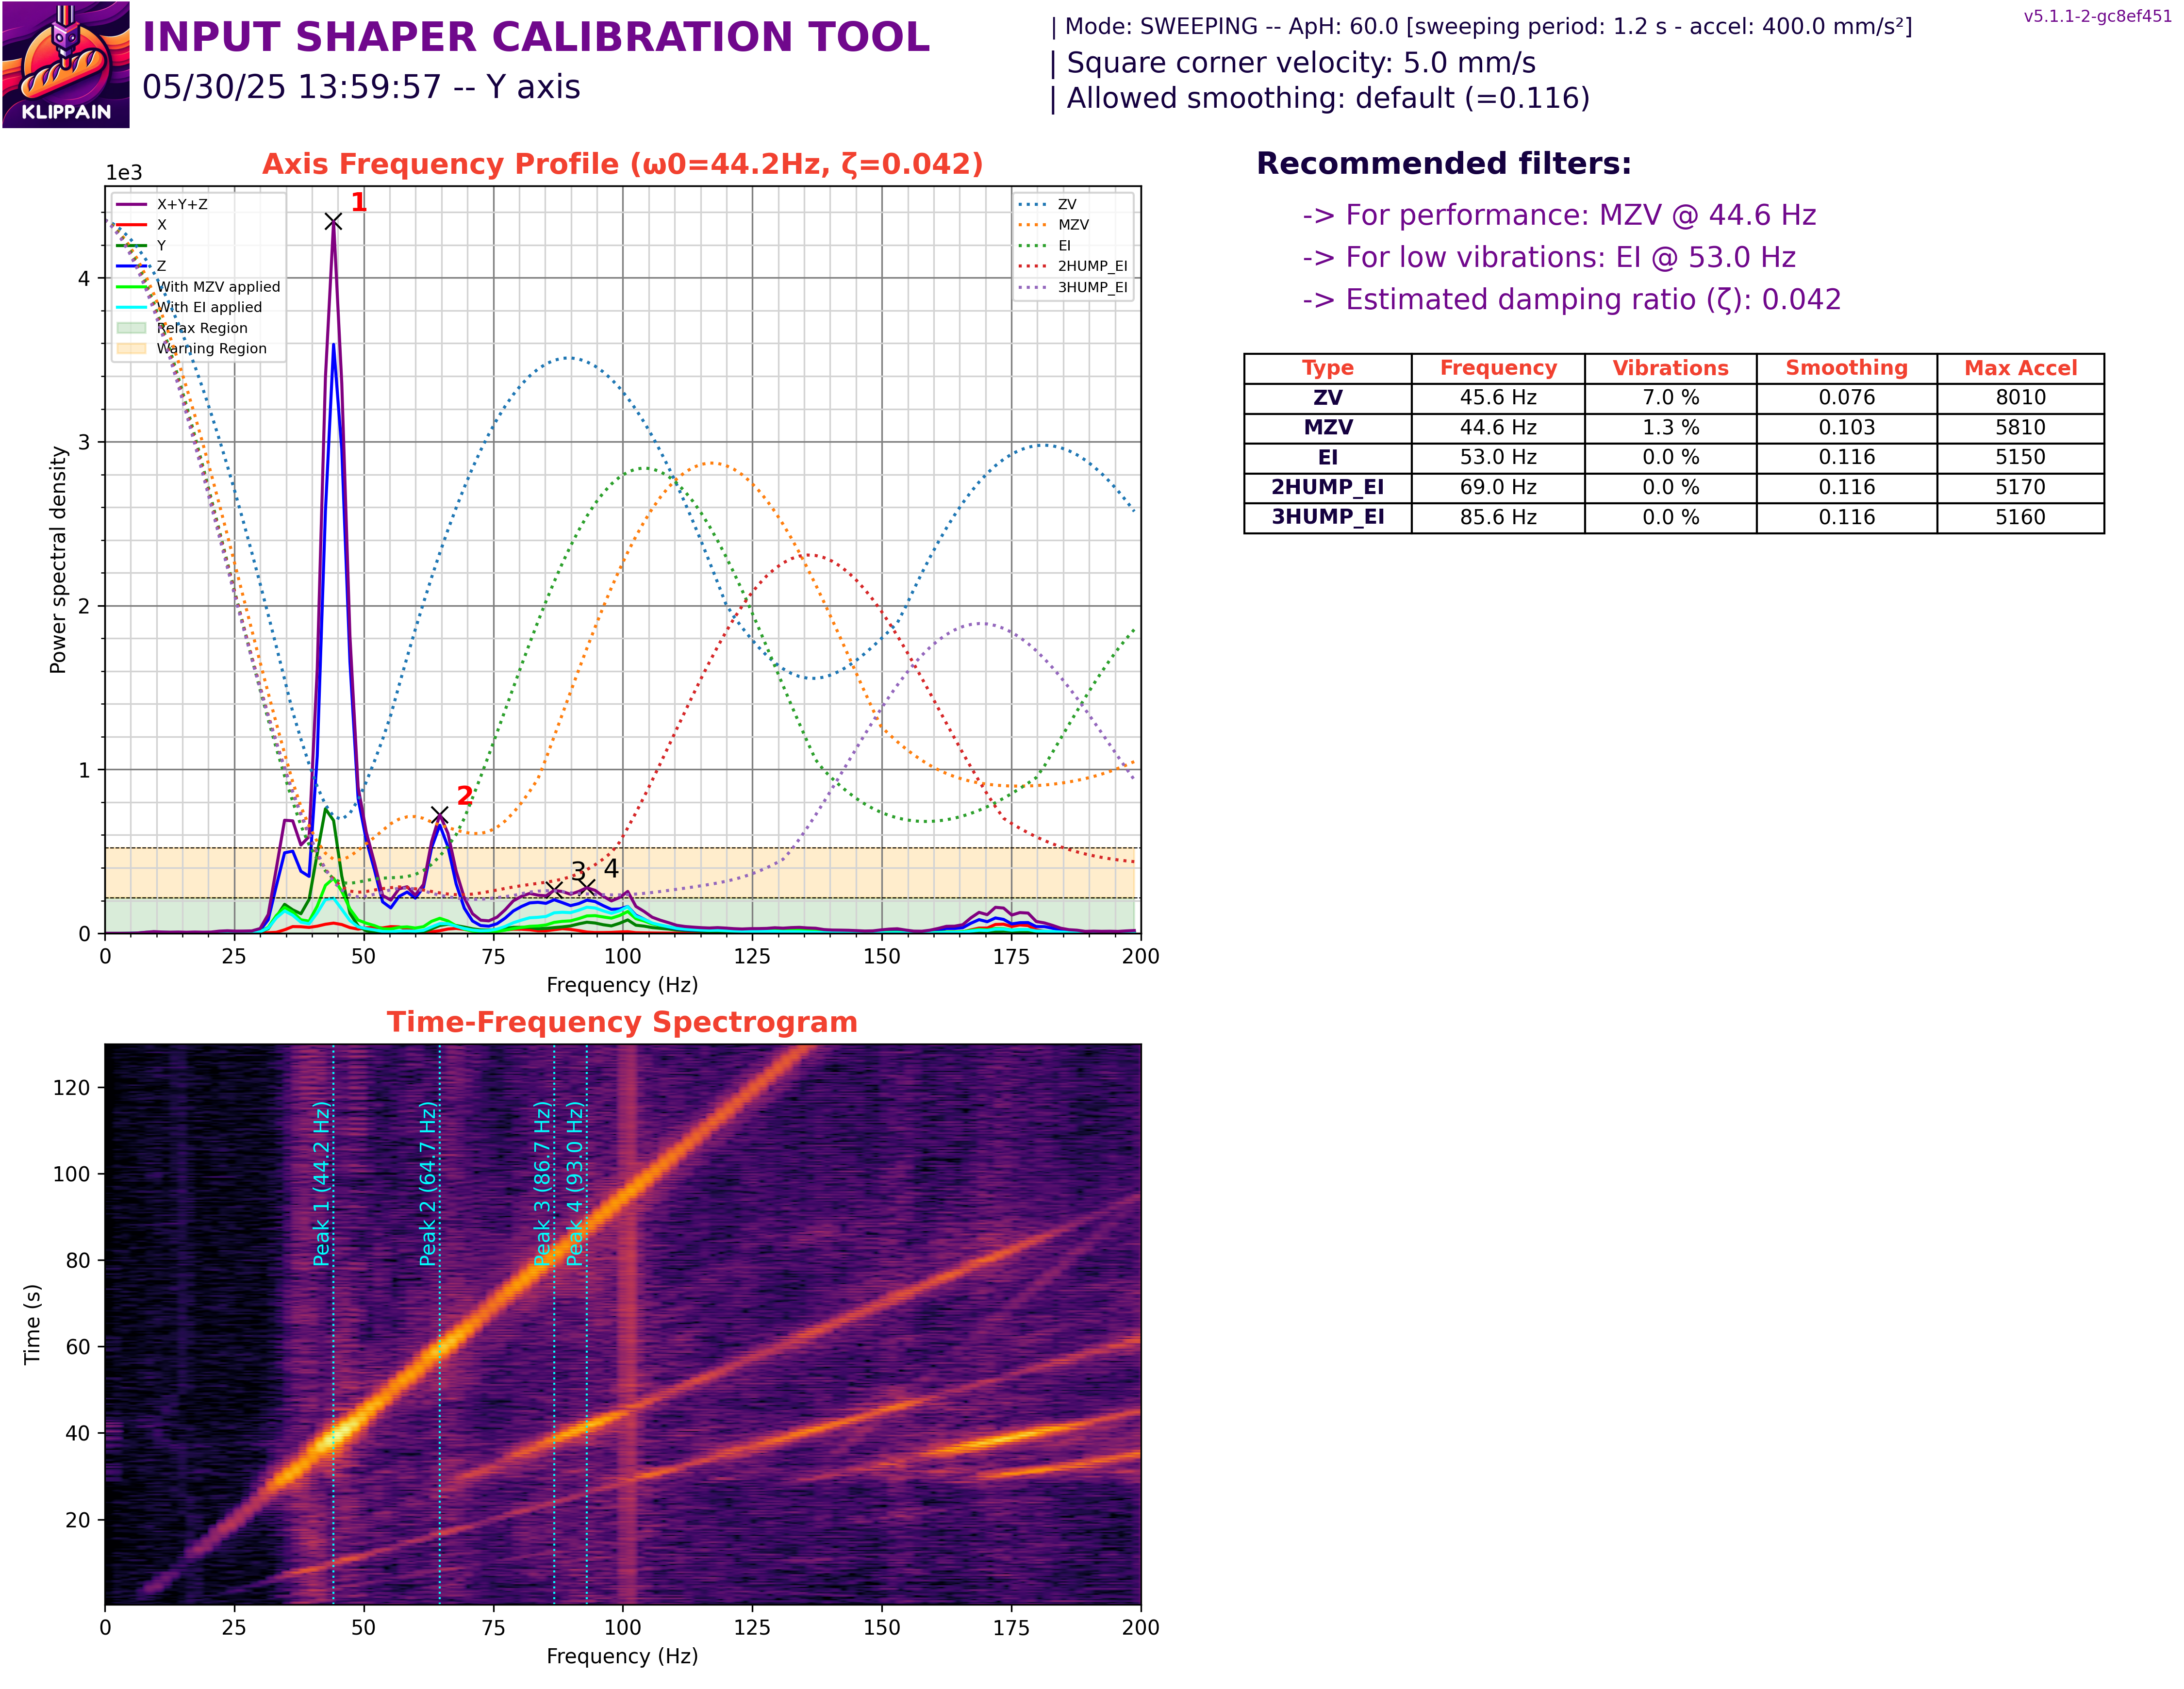 KLIPPAIN
INPUT SHAPER CALIBRATION TOOL
05/30/25 13:59:57 -- Y axis
| Mode: SWEEPING -- ApH: 60.0 [sweeping period: 1.2 s - accel: 400.0 mm/s²]
| Square corner velocity: 5.0 mm/s
| Allowed smoothing: default (=0.116)
v5.1.1-2-gc8ef451
Axis Frequency Profile (ω0=44.2Hz, ζ=0.042)
1e3
X+Y+Z
X
Y
Z
With MZV applied
With EI applied
Relax Region
Warning Region
ZV
MZV
EI
2HUMP_EI
3HUMP_EI
1
2
3
4
Power spectral density
4
3
2
1
0
0 25 50 75 100 125 150 175 200
Frequency (Hz)
Recommended filters:
-> For performance: MZV @ 44.6 Hz
-> For low vibrations: EI @ 53.0 Hz
-> Estimated damping ratio (ζ): 0.042
Type Frequency Vibrations Smoothing Max Accel
ZV 45.6 Hz 7.0 % 0.076 8010
MZV 44.6 Hz 1.3 % 0.103 5810
EI 53.0 Hz 0.0 % 0.116 5150
2HUMP_EI 69.0 Hz 0.0 % 0.116 5170
3HUMP_EI 85.6 Hz 0.0 % 0.116 5160
Time-Frequency Spectrogram
Time (s)
120
100
80
60
40
20
Peak 1 (44.2 Hz)
Peak 2 (64.7 Hz)
Peak 3 (86.7 Hz)
Peak 4 (93.0 Hz)
0 25 50 75 100 125 150 175 200
Frequency (Hz)